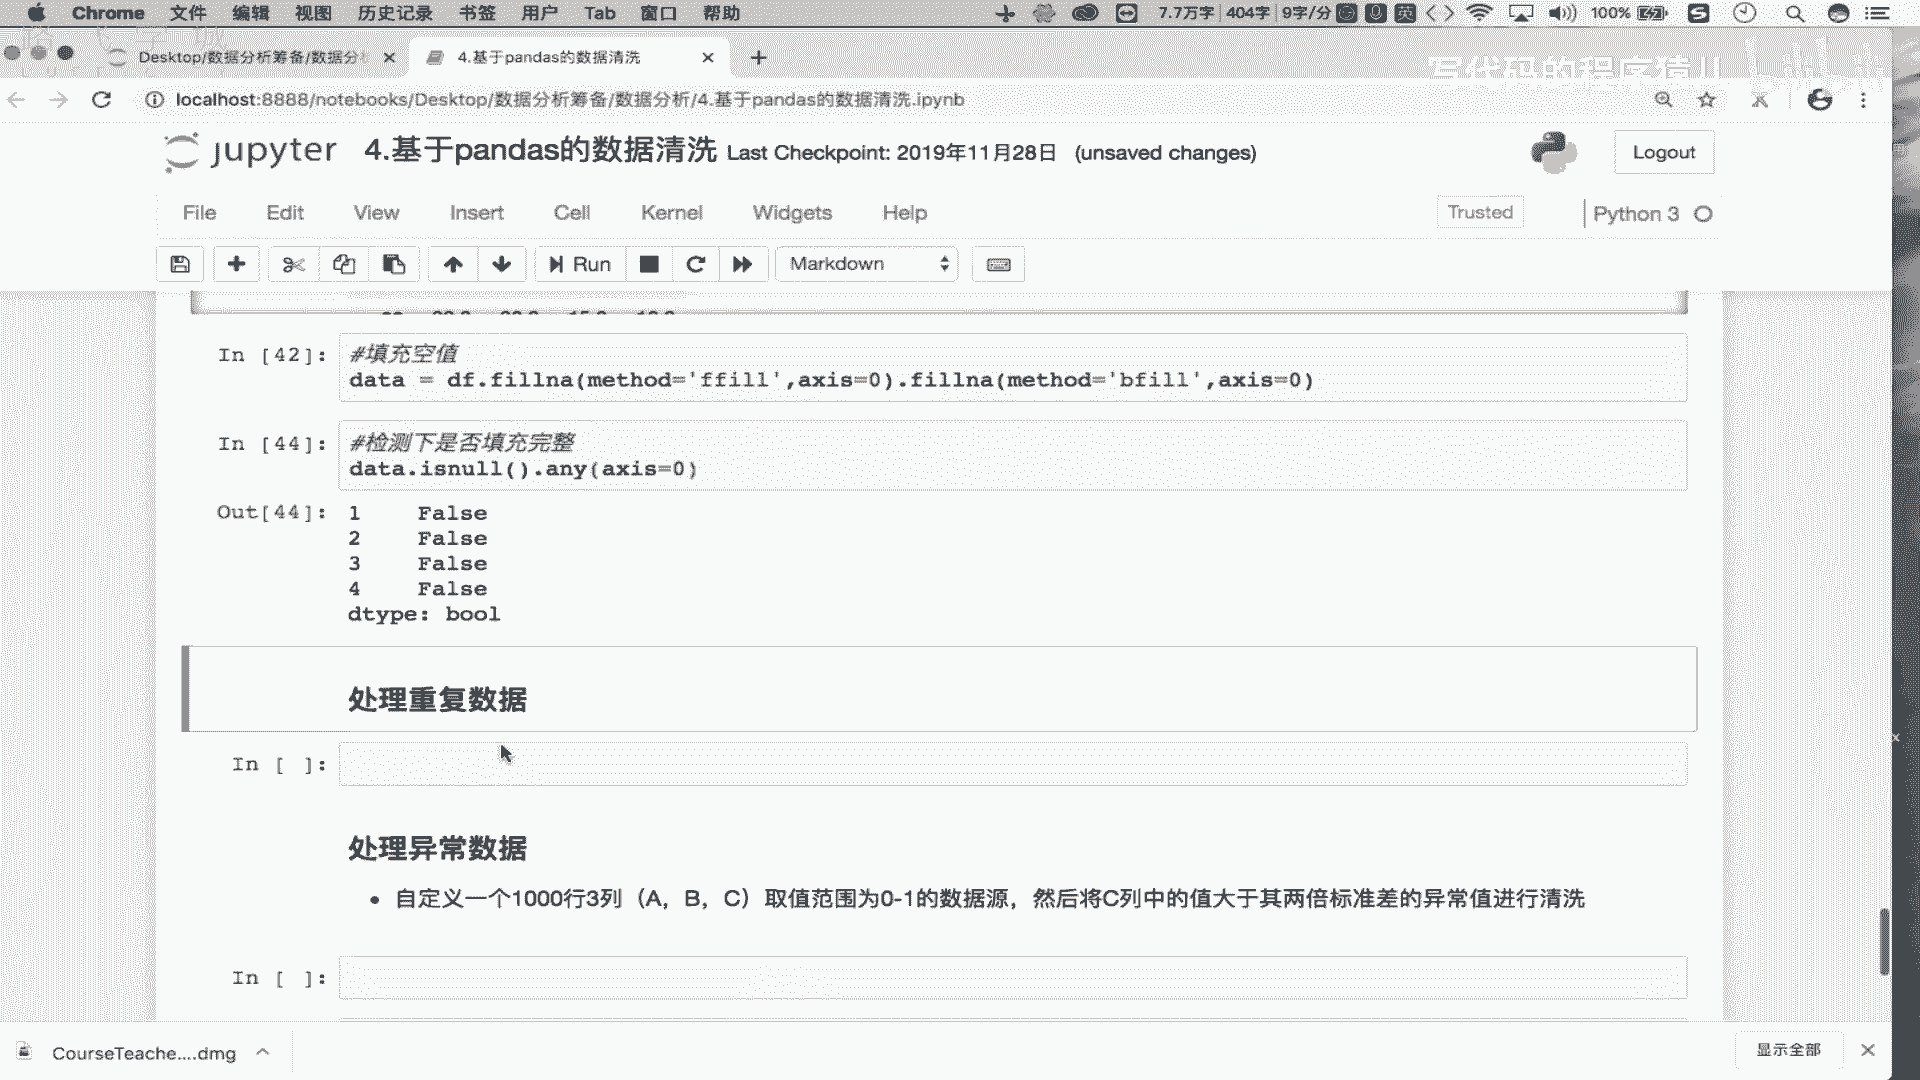 Chrome 文件 编辑 视图 历史记录 书签 用户 Tab 窗口 帮助 7.7万字 404字 9字/分 英 100%
Desktop/数据分析筹备/数据分 4.基于pandas的数据清洗
写代码的程序猿儿
localhost:8888/notebooks/Desktop/数据分析筹备/数据分析/4.基于pandas的数据清洗.ipynb
jupyter 4.基于pandas的数据清洗 Last Checkpoint: 2019年11月28日 (unsaved changes) Logout
File Edit View Insert Cell Kernel Widgets Help Trusted Python 3
Run Markdown
In [42]: #填充空值
data = df.fillna(method='ffill',axis=0).fillna(method='bfill',axis=0)
In [44]: #检测下是否填充完整
data.isnull().any(axis=0)
Out[44]: 1 False
2 False
3 False
4 False
dtype: bool
处理重复数据
In [ ]:
处理异常数据
• 自定义一个1000行3列（A，B，C）取值范围为0-1的数据源，然后将C列中的值大于其两倍标准差的异常值进行清洗
In [ ]:
CourseTeache....dmg 显示全部